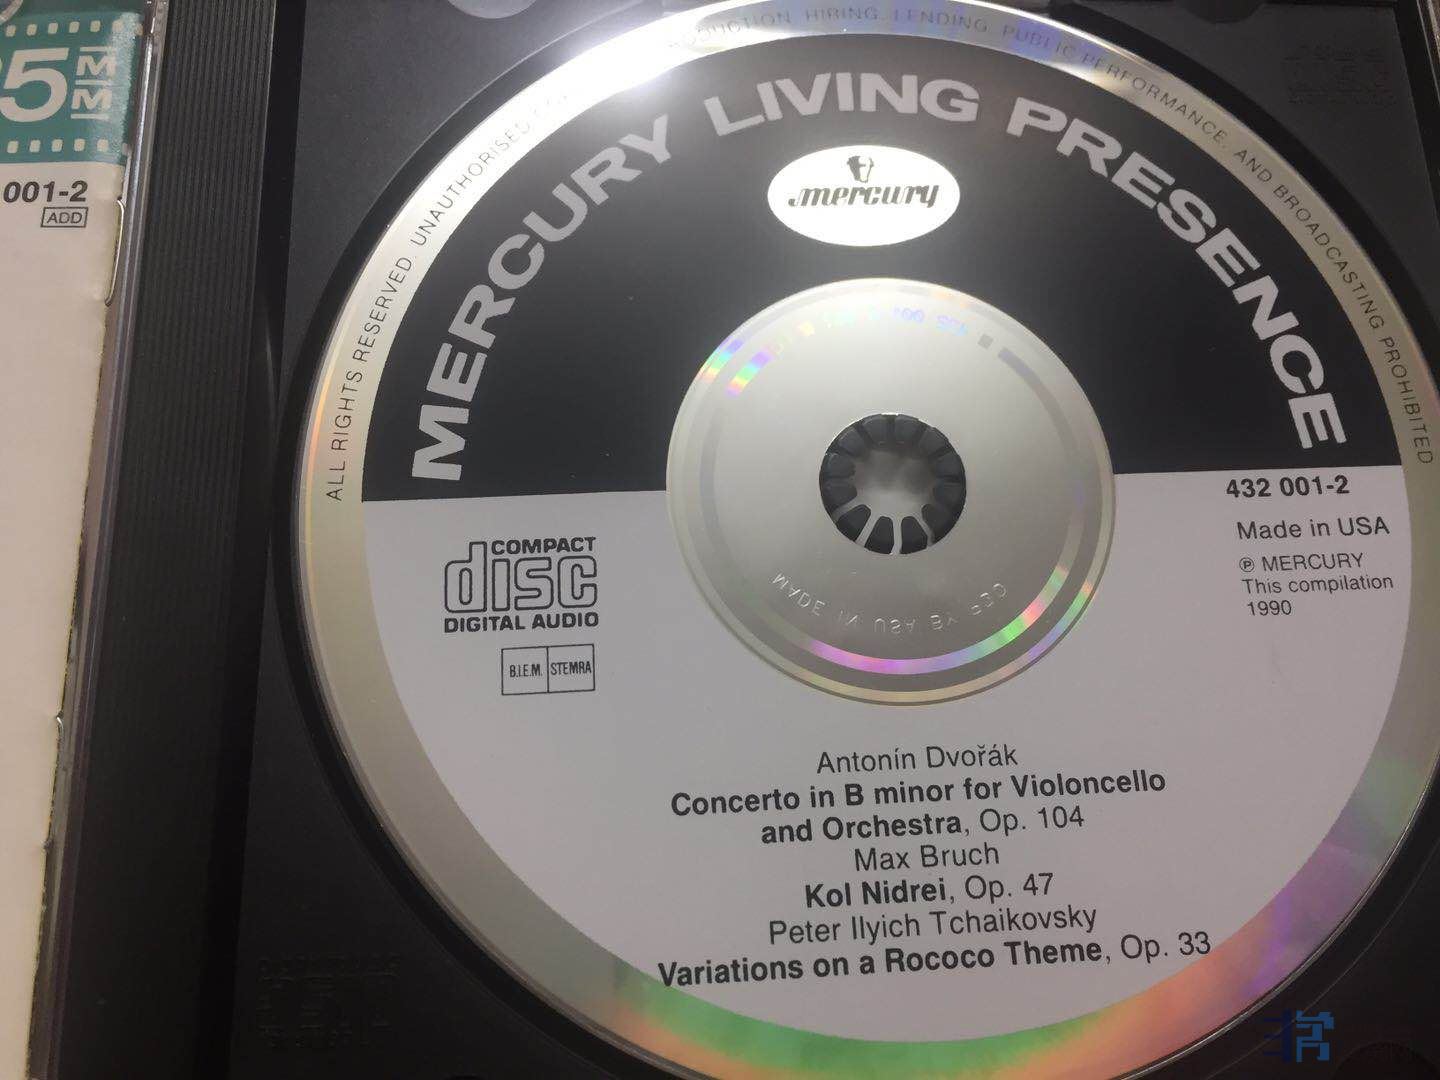 5MM
001-2
ADD
ALL RIGHTS RESERVED. UNAUTHORISED HIRING, LENDING, PUBLIC PERFORMANCE, AND BROADCASTING PROHIBITED
MERCURY LIVING PRESENCE
mercury
432 001-2
Made in USA
℗ MERCURY
This compilation
1990
COMPACT
disc
DIGITAL AUDIO
B.I.E.M. STEMRA
MADE IN USA BY PDO
Antonín Dvořák
Concerto in B minor for Violoncello
and Orchestra, Op. 104
Max Bruch
Kol Nidrei, Op. 47
Peter Ilyich Tchaikovsky
Variations on a Rococo Theme, Op. 33